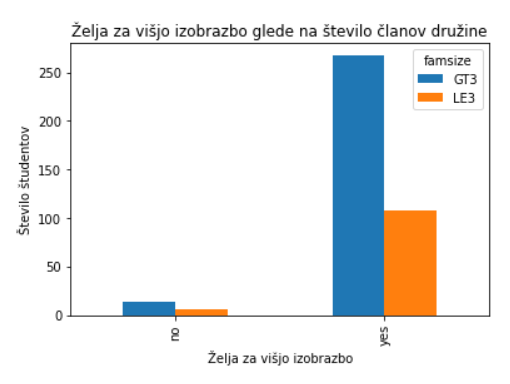 Želja za višjo izobrazbo glede na število članov družine
famsize
GT3
LE3
Število študentov
250
200
150
100
50
0
no
yes
Želja za višjo izobrazbo